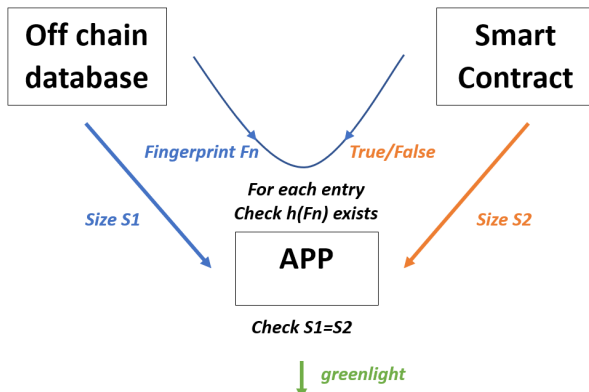 Off chain
database
Smart
Contract
Fingerprint Fn
True/False
For each entry
Check h(Fn) exists
Size S1
Size S2
APP
Check S1=S2
greenlight